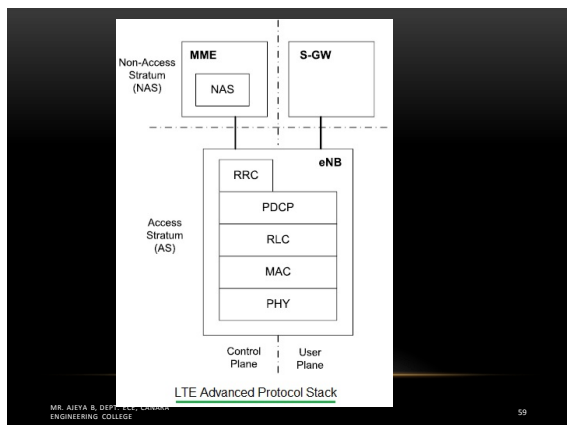 MME
S-GW
Non-Access
Stratum
(NAS)
NAS
eNB
RRC
PDCP
Access
Stratum
(AS)
RLC
MAC
PHY
Control
Plane
User
Plane
LTE Advanced Protocol Stack
MR. AJEYA B, DEPT. ECE, CANARA
ENGINEERING COLLEGE
59